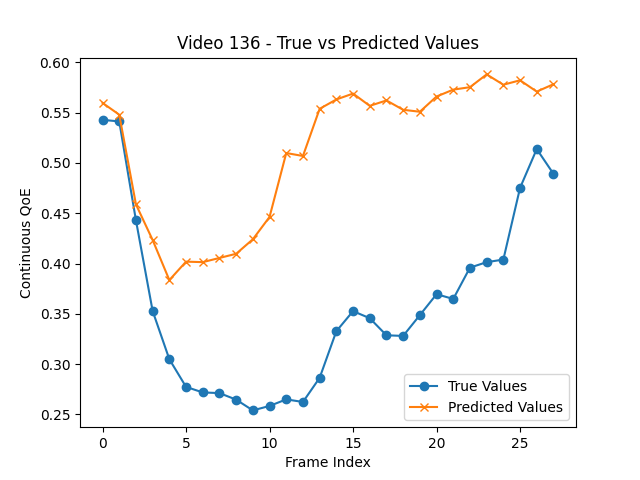 Video 136 - True vs Predicted Values
Continuous QoE
0.60
0.55
0.50
0.45
0.40
0.35
0.30
0.25
0 5 10 15 20 25
Frame Index
True Values
Predicted Values